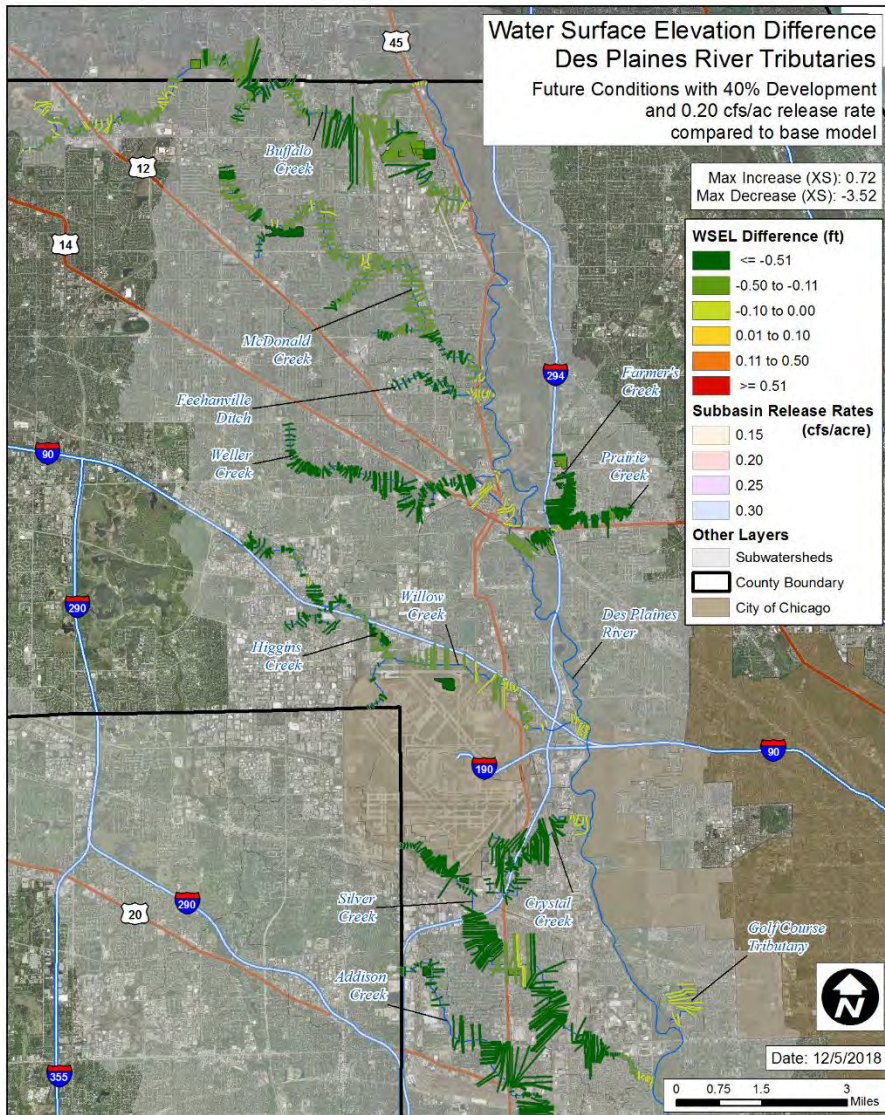 Water Surface Elevation Difference
Des Plaines River Tributaries
Future Conditions with 40% Development
and 0.20 cfs/ac release rate
compared to base model
Max Increase (XS): 0.72
Max Decrease (XS): -3.52
WSEL Difference (ft)
<= -0.51
-0.50 to -0.11
-0.10 to 0.00
0.01 to 0.10
0.11 to 0.50
>= 0.51
Subbasin Release Rates
(cfs/acre)
0.15
0.20
0.25
0.30
Other Layers
Subwatersheds
County Boundary
City of Chicago
45
12
14
Buffalo
Creek
McDonald
Creek
Feehanville
Ditch
294
Farmer's
Creek
Prairie
Creek
Weller
Creek
90
290
Willow
Creek
Higgins
Creek
Des Plaines
River
190
90
Silver
Creek
Crystal
Creek
290
20
Addison
Creek
Golf Course
Tributary
355
N
Date: 12/5/2018
0 0.75 1.5 3
Miles